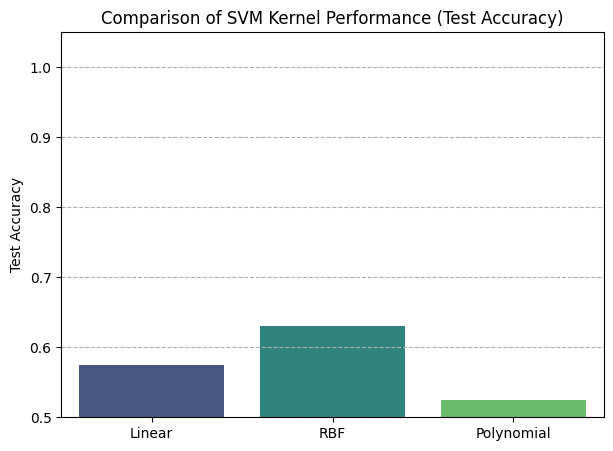 Comparison of SVM Kernel Performance (Test Accuracy)
Test Accuracy
1.0
0.9
0.8
0.7
0.6
0.5
Linear RBF Polynomial